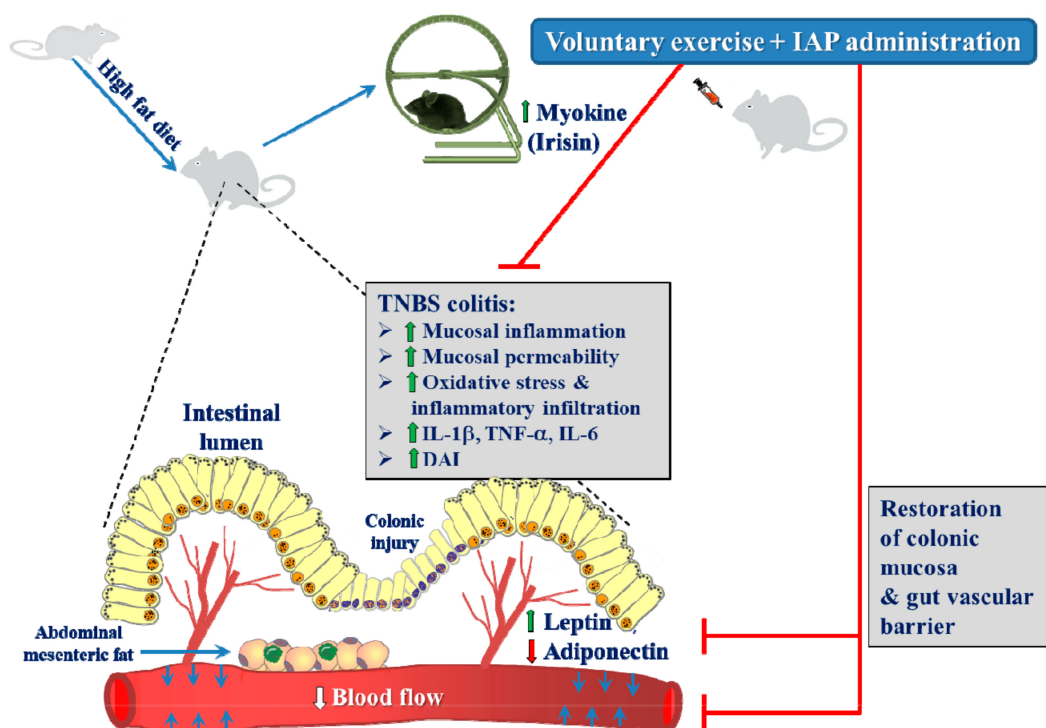 Voluntary exercise + IAP administration
High fat diet
Myokine
(Irisin)
TNBS colitis:
➢ ⬆ Mucosal inflammation
➢ ⬆ Mucosal permeability
➢ ⬆ Oxidative stress &
inflammatory infiltration
➢ ⬆ IL-1β, TNF-α, IL-6
➢ ⬆ DAI
Intestinal
lumen
Colonic
injury
Restoration
of colonic
mucosa
& gut vascular
barrier
Leptin
Adiponectin
Abdominal
mesenteric fat
Blood flow